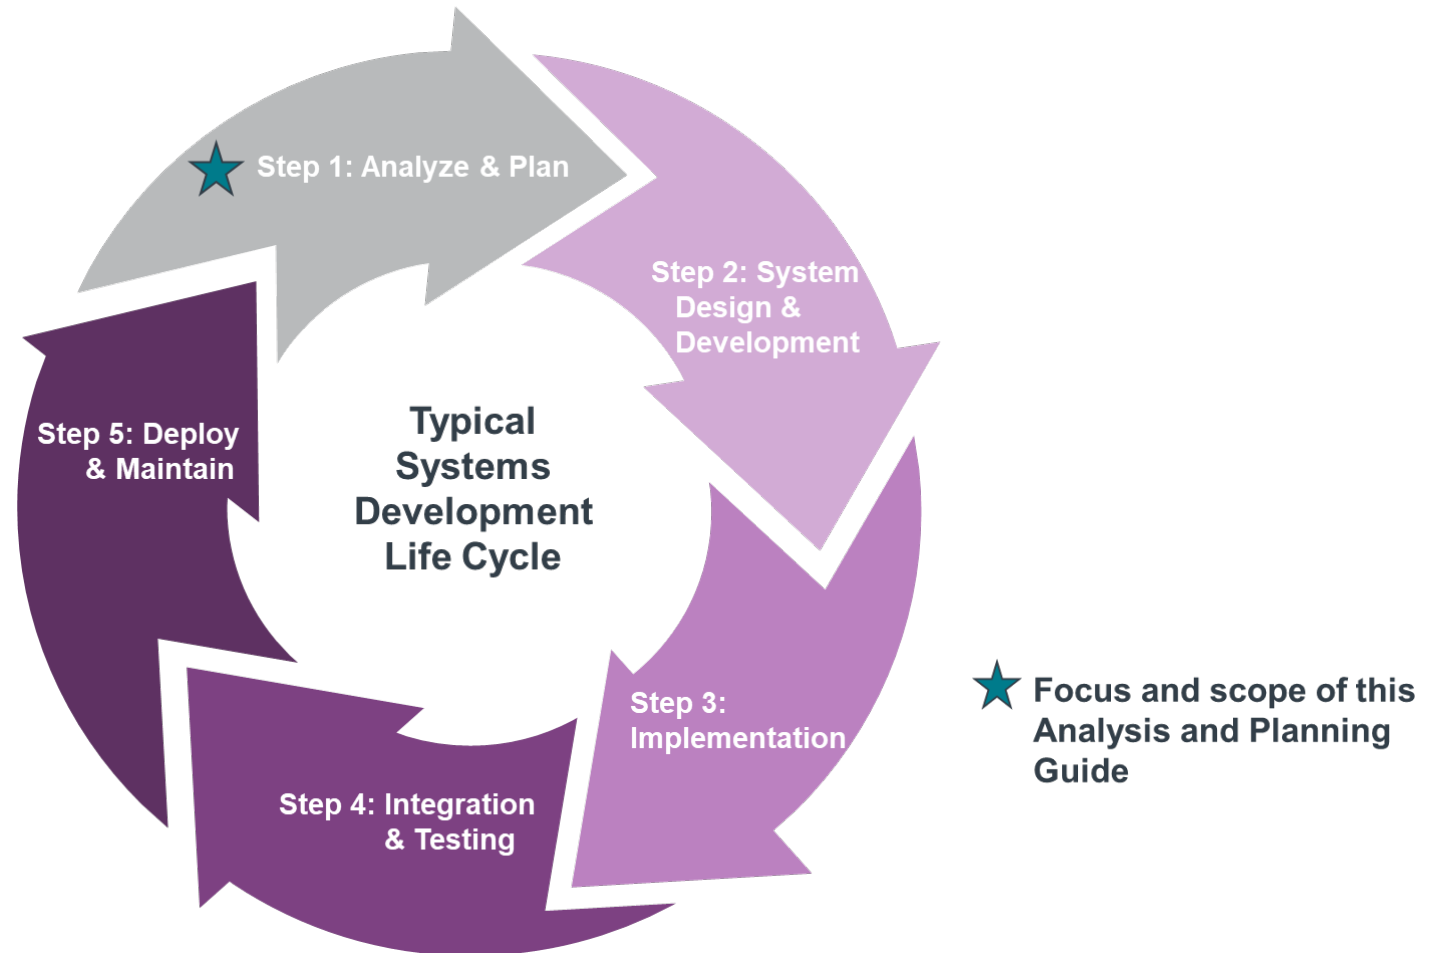 Step 1: Analyze & Plan
Step 2: System
Design &
Development
Step 3:
Implementation
Step 4: Integration
& Testing
Step 5: Deploy
& Maintain
Typical
Systems
Development
Life Cycle
Focus and scope of this
Analysis and Planning
Guide